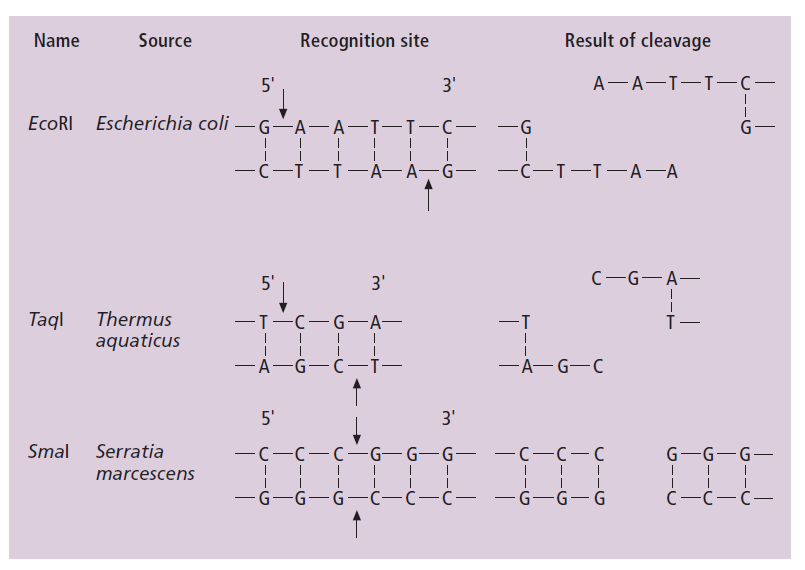 Name Source Recognition site Result of cleavage
5' 3' A—A—T—T—C—
EcoRI Escherichia coli —G—A—A—T—T—C— —G G—
—C—T—T—A—A—G— —C—T—T—A—A
5' 3' C—G—A—
TaqI Thermus —T—C—G—A— —T T—
aquaticus
—A—G—C—T— —A—G—C
5' 3'
SmaI Serratia —C—C—C—G—G—G— —C—C—C G—G—G—
marcescens
—G—G—G—C—C—C— —G—G—G C—C—C—